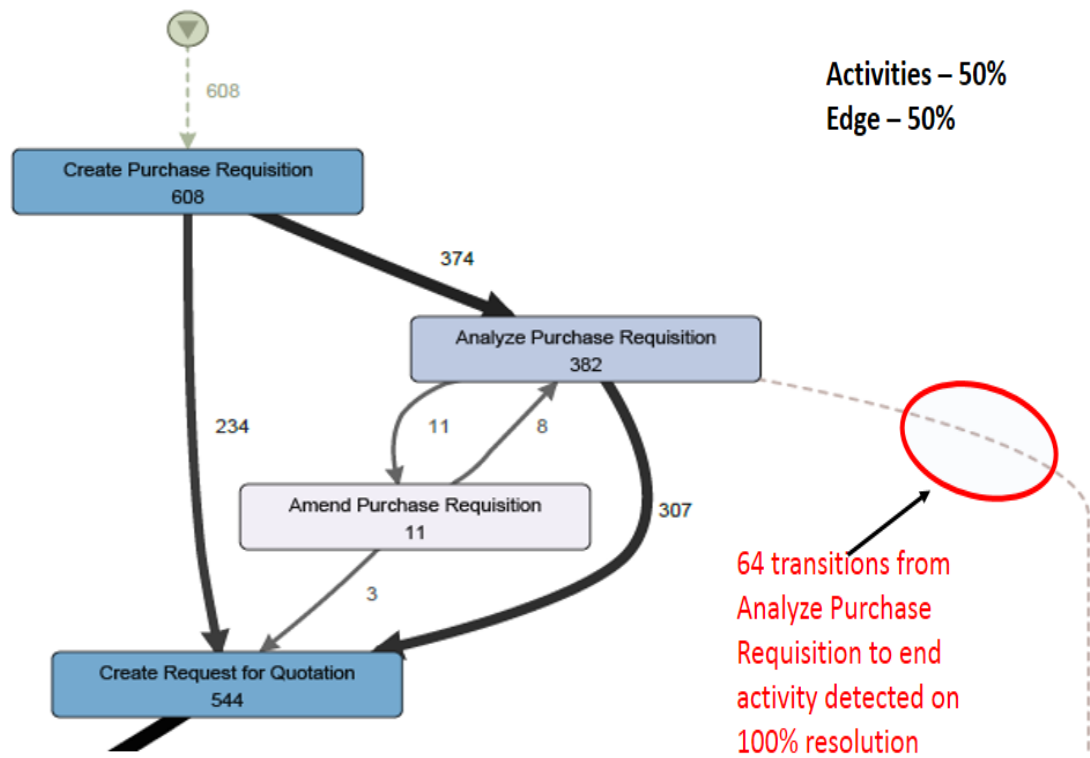 Activities – 50%
Edge – 50%
608
Create Purchase Requisition
608
374
Analyze Purchase Requisition
382
234
11
8
Amend Purchase Requisition
11
307
3
Create Request for Quotation
544
64 transitions from
Analyze Purchase
Requisition to end
activity detected on
100% resolution